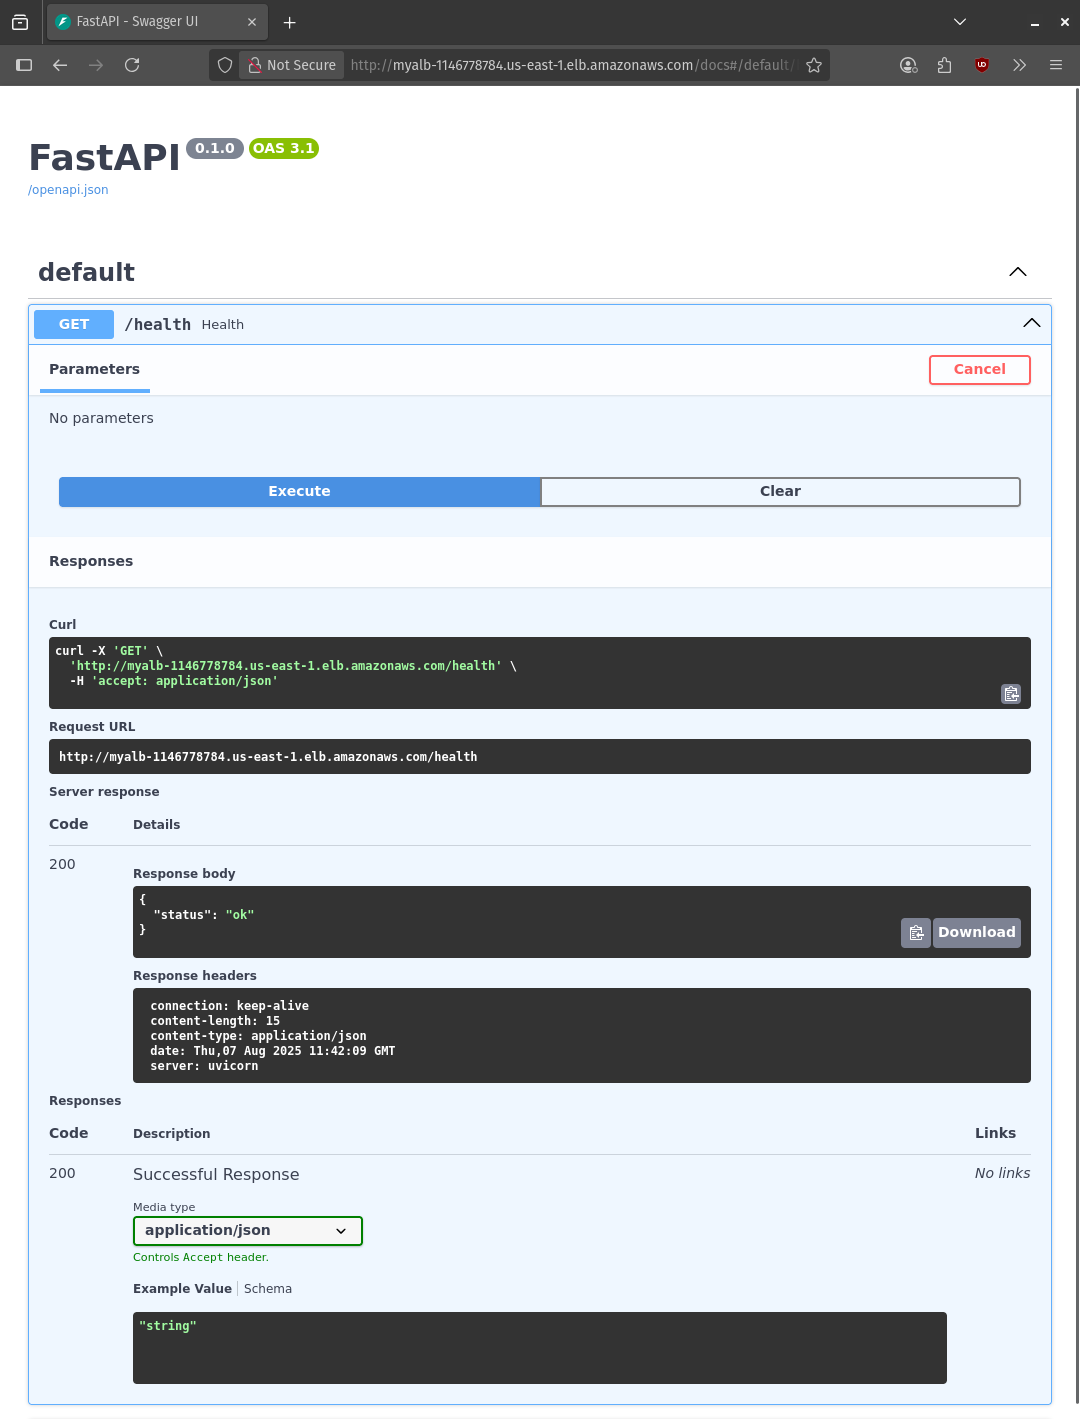 FastAPI - Swagger UI
Not Secure http://myalb-1146778784.us-east-1.elb.amazonaws.com/docs#/default/
FastAPI 0.1.0 OAS 3.1
/openapi.json
default
GET /health Health
Parameters Cancel
No parameters
Execute Clear
Responses
Curl
curl -X 'GET' \
'http://myalb-1146778784.us-east-1.elb.amazonaws.com/health' \
-H 'accept: application/json'
Request URL
http://myalb-1146778784.us-east-1.elb.amazonaws.com/health
Server response
Code Details
200
Response body
{
"status": "ok"
}
Download
Response headers
connection: keep-alive
content-length: 15
content-type: application/json
date: Thu,07 Aug 2025 11:42:09 GMT
server: uvicorn
Responses
Code Description Links
200 Successful Response No links
Media type
application/json
Controls Accept header.
Example Value Schema
"string"